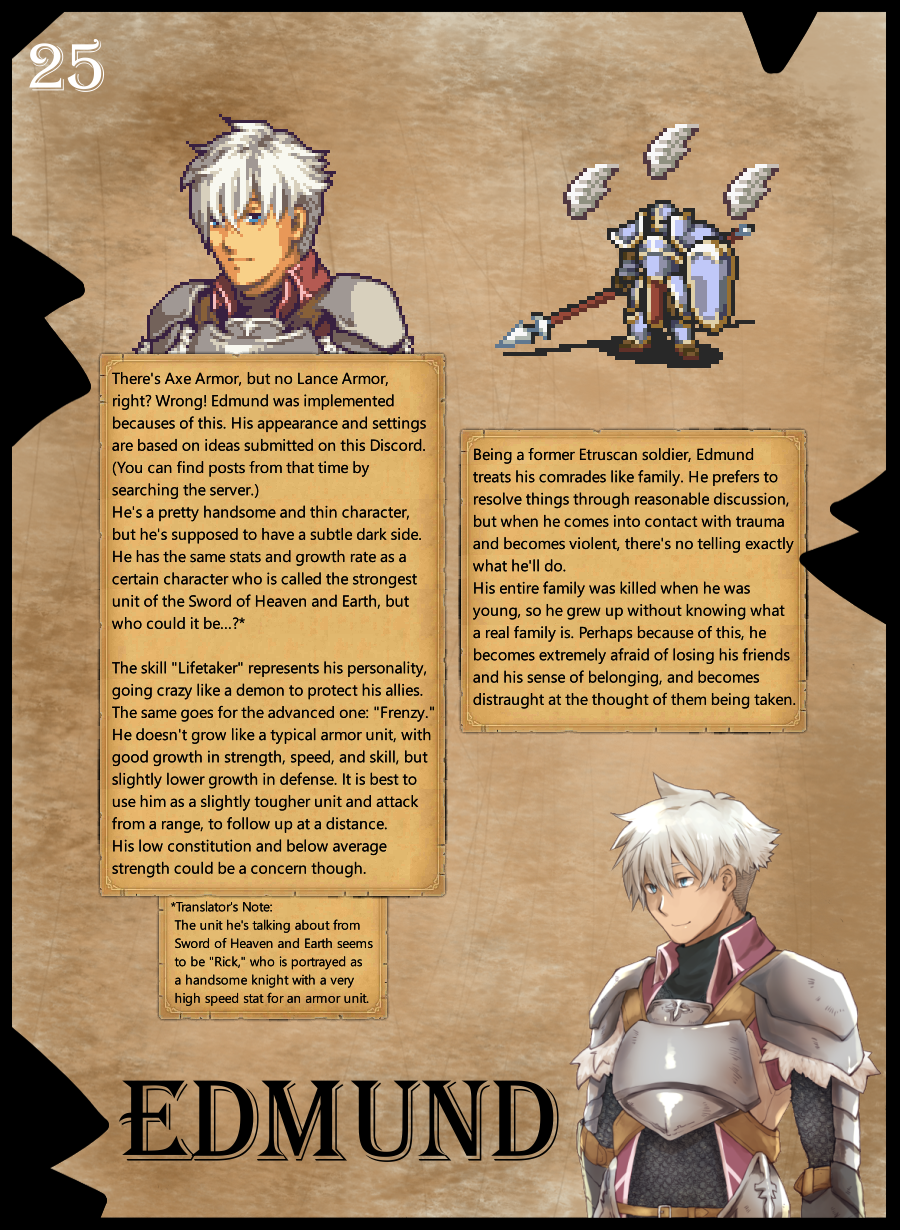 25
There's Axe Armor, but no Lance Armor,
right? Wrong! Edmund was implemented
becauses of this. His appearance and settings
are based on ideas submitted on this Discord.
(You can find posts from that time by
searching the server.)
He's a pretty handsome and thin character,
but he's supposed to have a subtle dark side.
He has the same stats and growth rate as a
certain character who is called the strongest
unit of the Sword of Heaven and Earth, but
who could it be...?*
The skill "Lifetaker" represents his personality,
going crazy like a demon to protect his allies.
The same goes for the advanced one: "Frenzy."
He doesn't grow like a typical armor unit, with
good growth in strength, speed, and skill, but
slightly lower growth in defense. It is best to
use him as a slightly tougher unit and attack
from a range, to follow up at a distance.
His low constitution and below average
strength could be a concern though.
*Translator's Note:
The unit he's talking about from
Sword of Heaven and Earth seems
to be "Rick," who is portrayed as
a handsome knight with a very
high speed stat for an armor unit.
Being a former Etruscan soldier, Edmund
treats his comrades like family. He prefers to
resolve things through reasonable discussion,
but when he comes into contact with trauma
and becomes violent, there's no telling exactly
what he'll do.
His entire family was killed when he was
young, so he grew up without knowing what
a real family is. Perhaps because of this, he
becomes extremely afraid of losing his friends
and his sense of belonging, and becomes
distraught at the thought of them being taken.
EDMUND